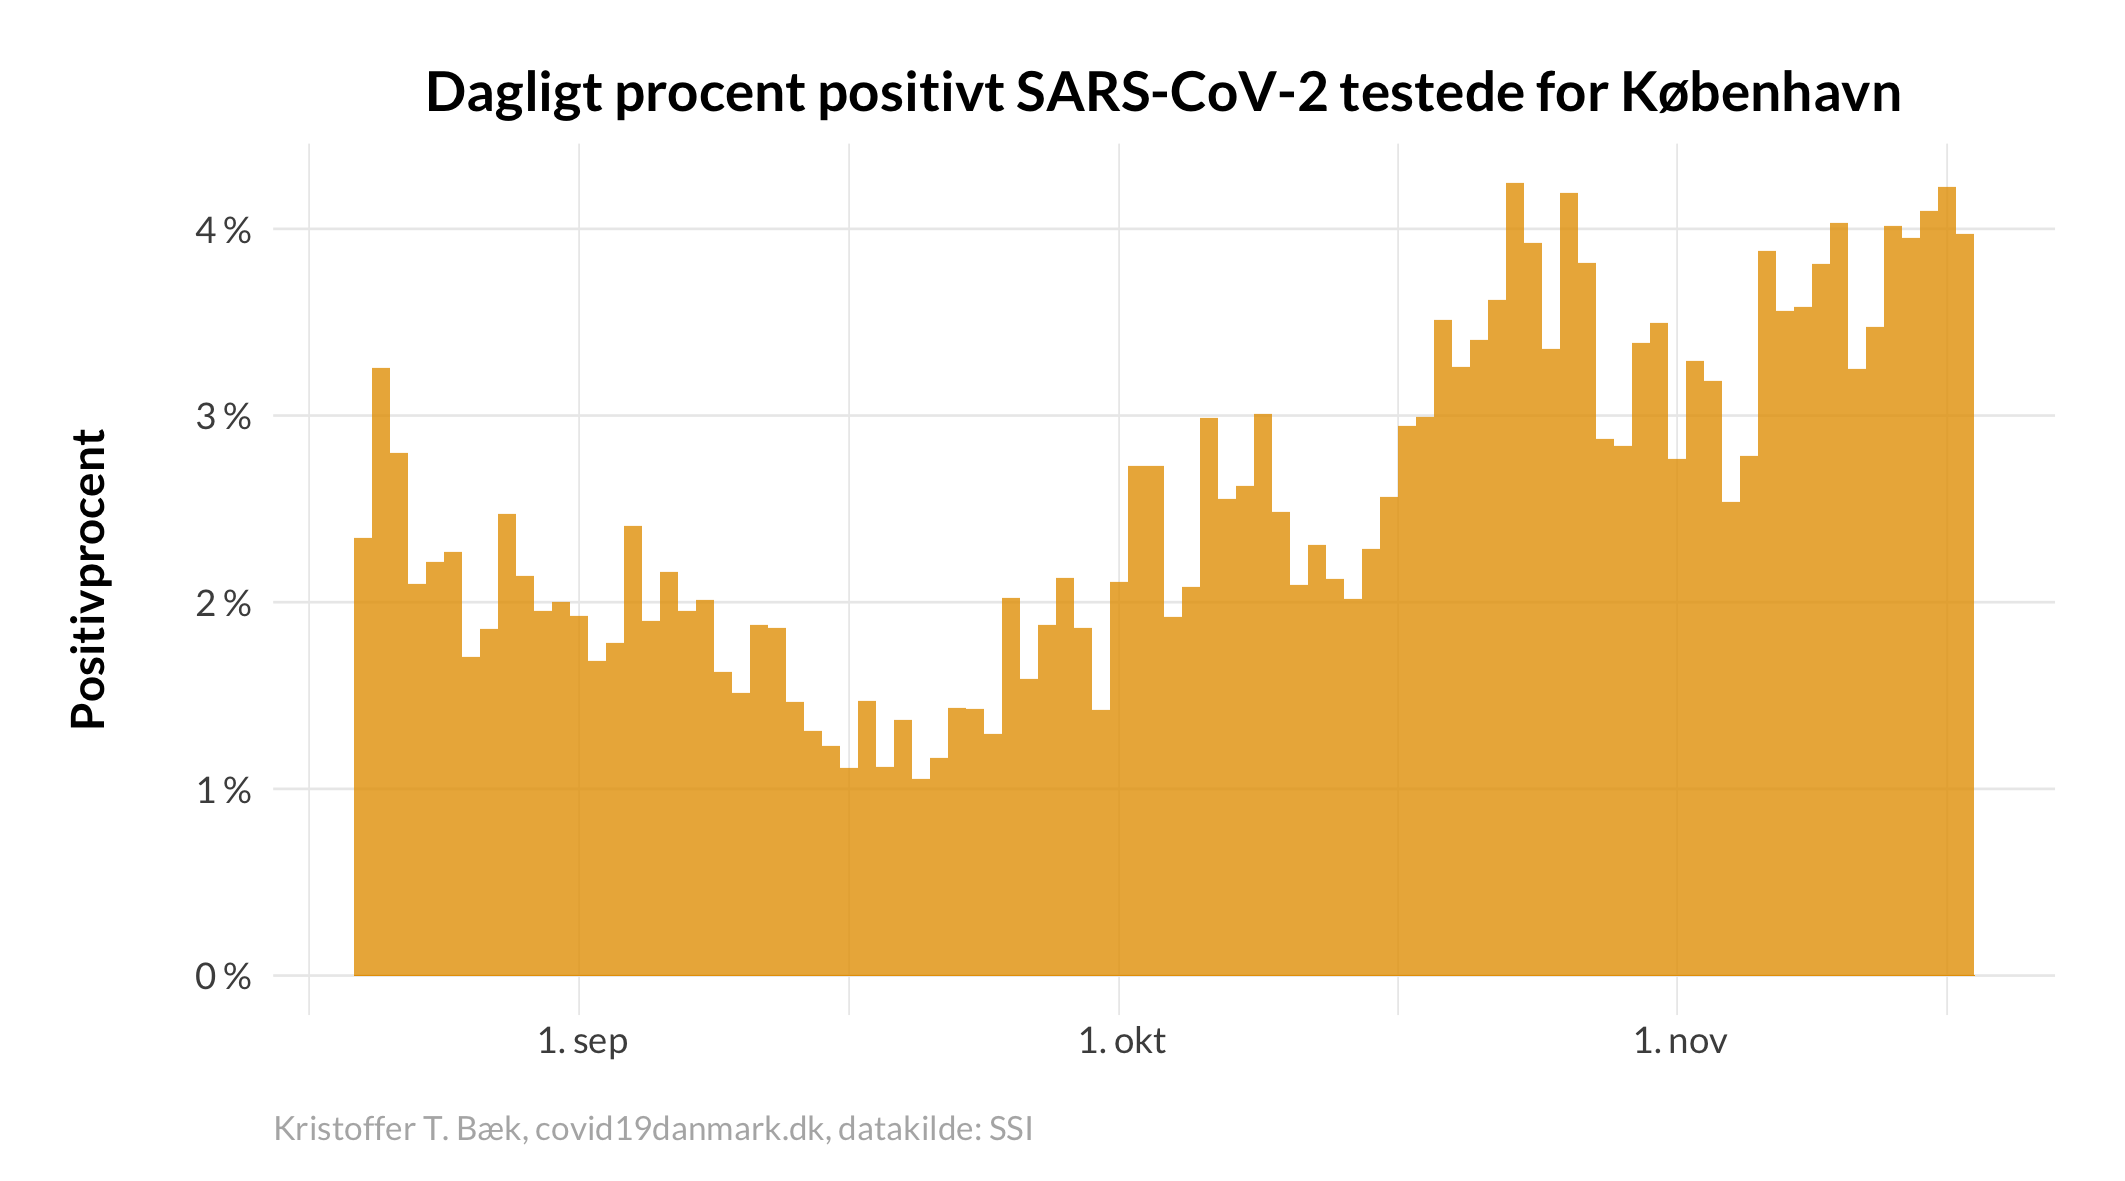 Dagligt procent positivt SARS-CoV-2 testede for København
Positivprocent
4 %
3 %
2 %
1 %
0 %
1. sep
1. okt
1. nov
Kristoffer T. Bæk, covid19danmark.dk, datakilde: SSI